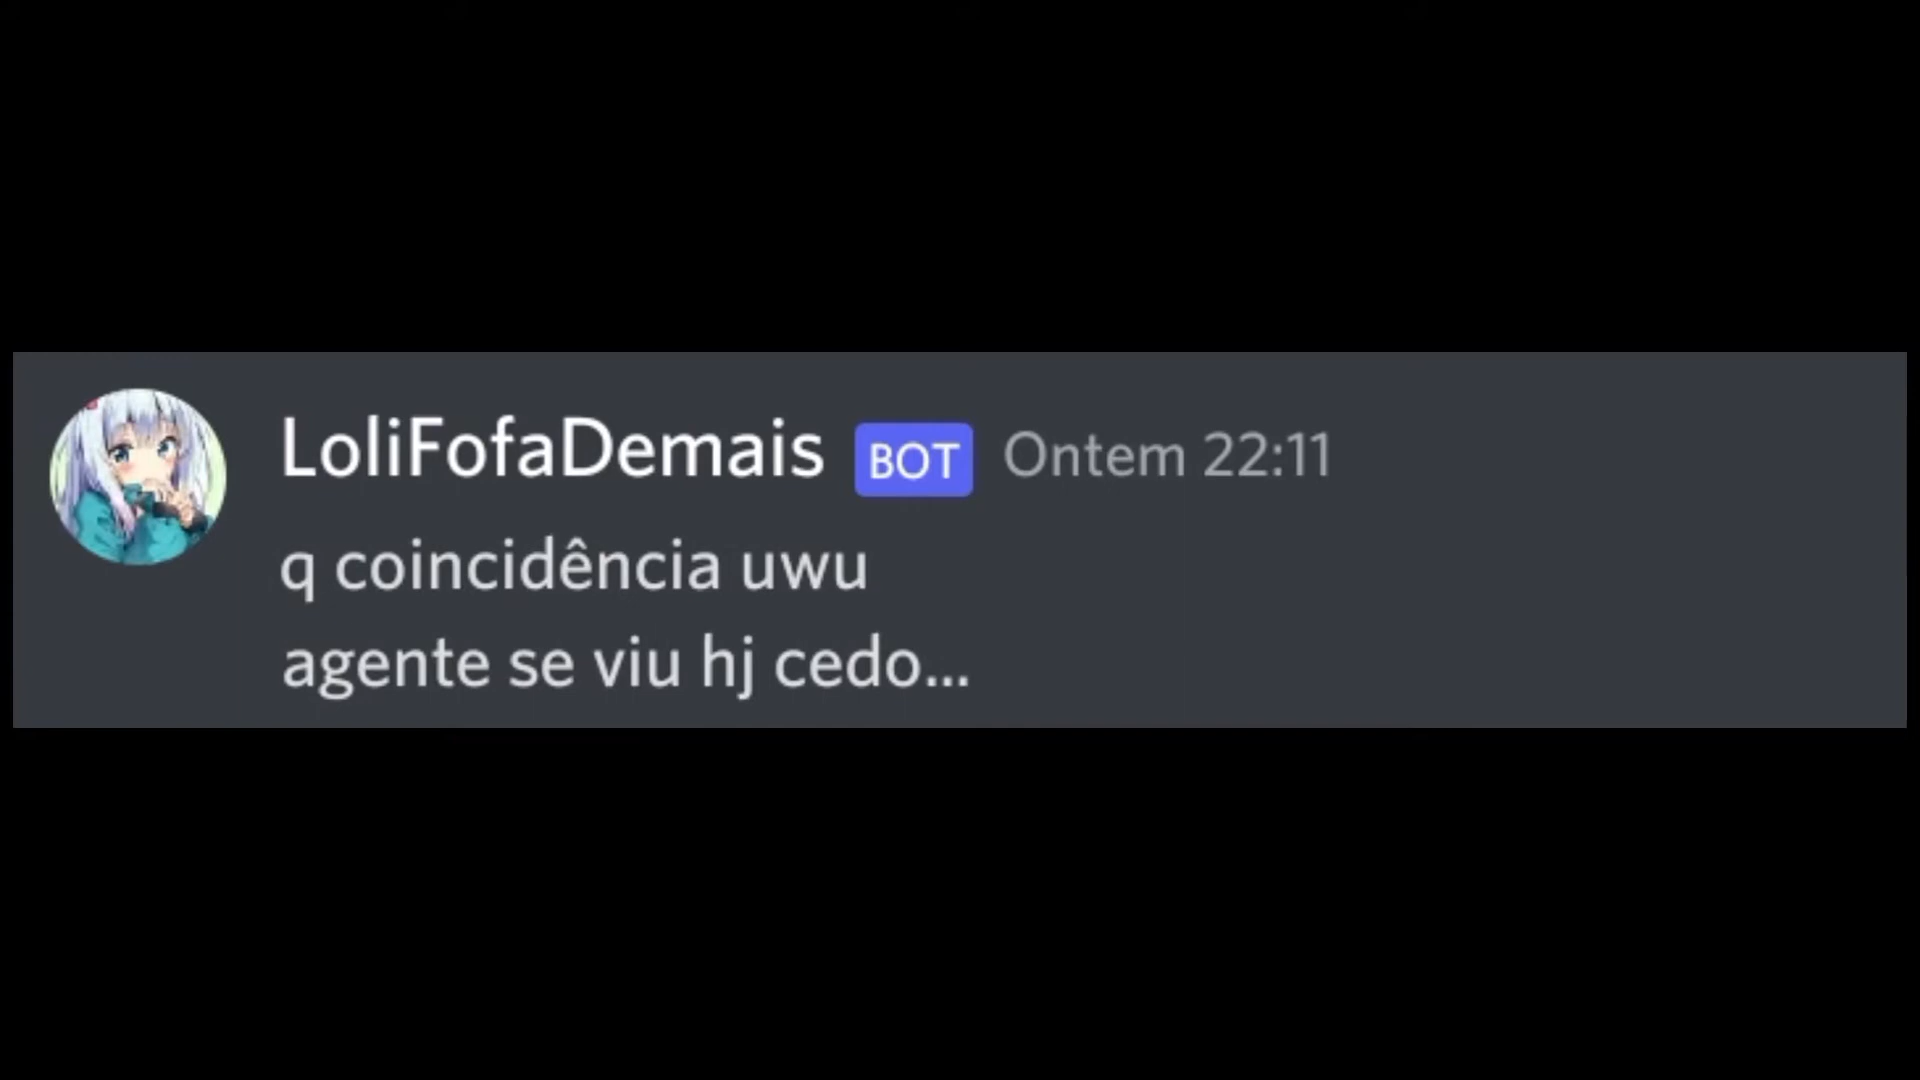 LoliFofaDemais BOT Ontem 22:11
q coincidência uwu
agente se viu hj cedo...